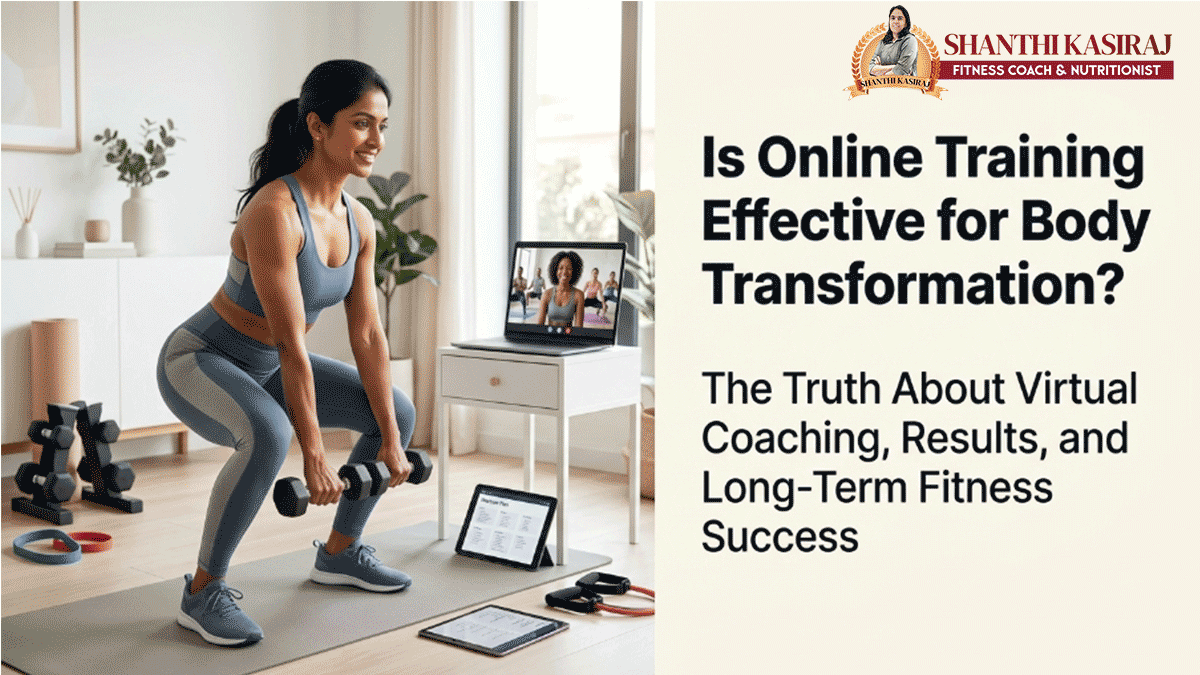 SHANTHI KASIRAJ
SHANTHI KASIRAJ
FITNESS COACH & NUTRITIONIST
Is Online Training
Effective for Body
Transformation?
The Truth About Virtual
Coaching, Results, and
Long-Term Fitness
Success